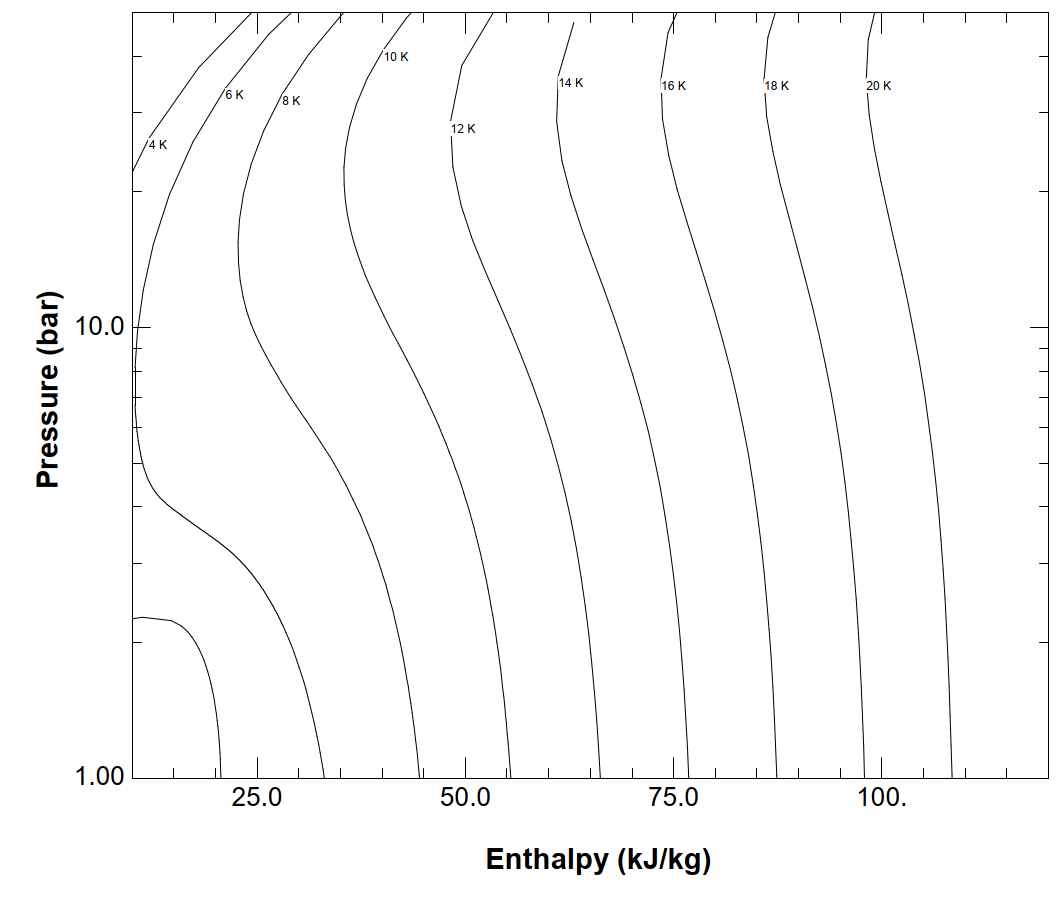 10 K
14 K
16 K
18 K
20 K
6 K
8 K
12 K
4 K
Pressure (bar)
10.0
1.00
25.0
50.0
75.0
100.
Enthalpy (kJ/kg)